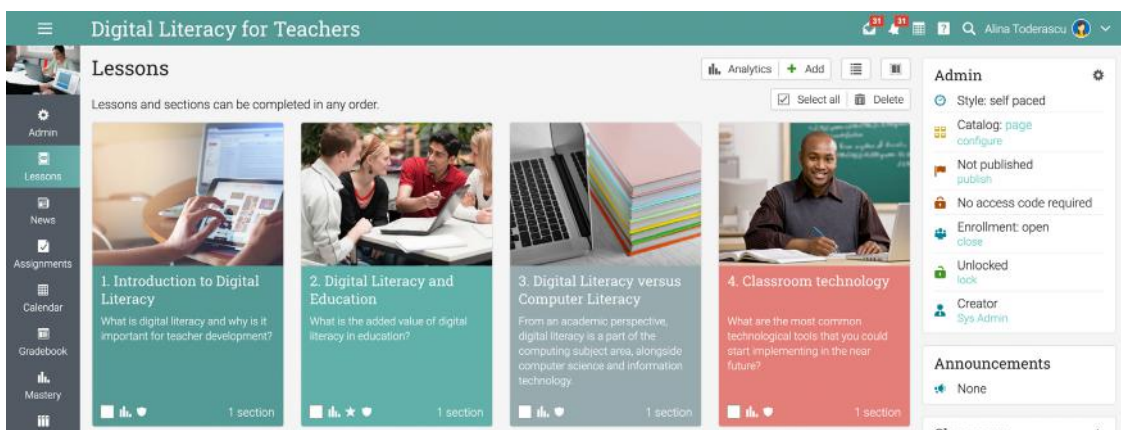 Digital Literacy for Teachers
31
31
Alina Toderascu
Admin
Lessons
News
Assignments
Calendar
Gradebook
Mastery
Lessons
Analytics
Add
Lessons and sections can be completed in any order.
Select all
Delete
1. Introduction to Digital
Literacy
What is digital literacy and why is it
important for teacher development?
1 section
2. Digital Literacy and
Education
What is the added value of digital
literacy in education?
1 section
3. Digital Literacy versus
Computer Literacy
From an academic perspective,
digital literacy is a part of the
computing subject area, alongside
computer science and information
technology.
1 section
4. Classroom technology
What are the most common
technological tools that you could
start implementing in the near
future?
1 section
Admin
Style: self paced
Catalog: page
configure
Not published
publish
No access code required
Enrollment: open
close
Unlocked
lock
Creator
Sys Admin
Announcements
None